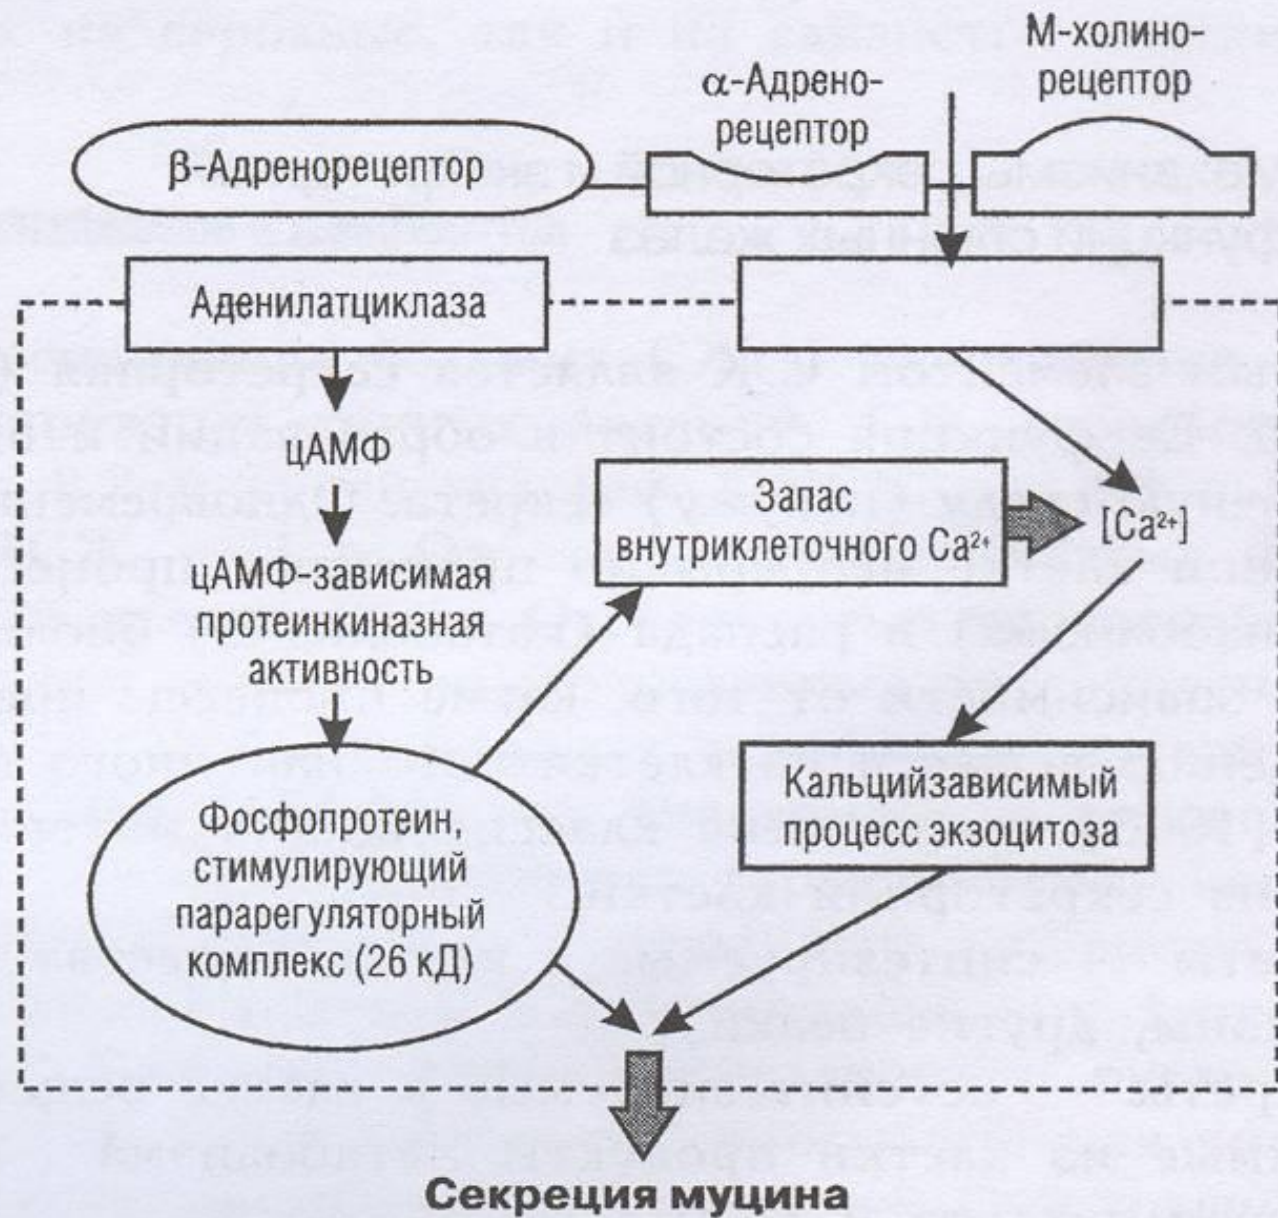 М-холино-
рецептор
α-Адрено-
рецептор
β-Адренорецептор
Аденилатциклаза
цАМФ
цАМФ-зависимая
протеинкиназная
активность
Фосфопротеин,
стимулирующий
парарегуляторный
комплекс (26 кД)
Запас
внутриклеточного Ca²⁺
[Ca²⁺]
Кальцийзависимый
процесс экзоцитоза
Секреция муцина